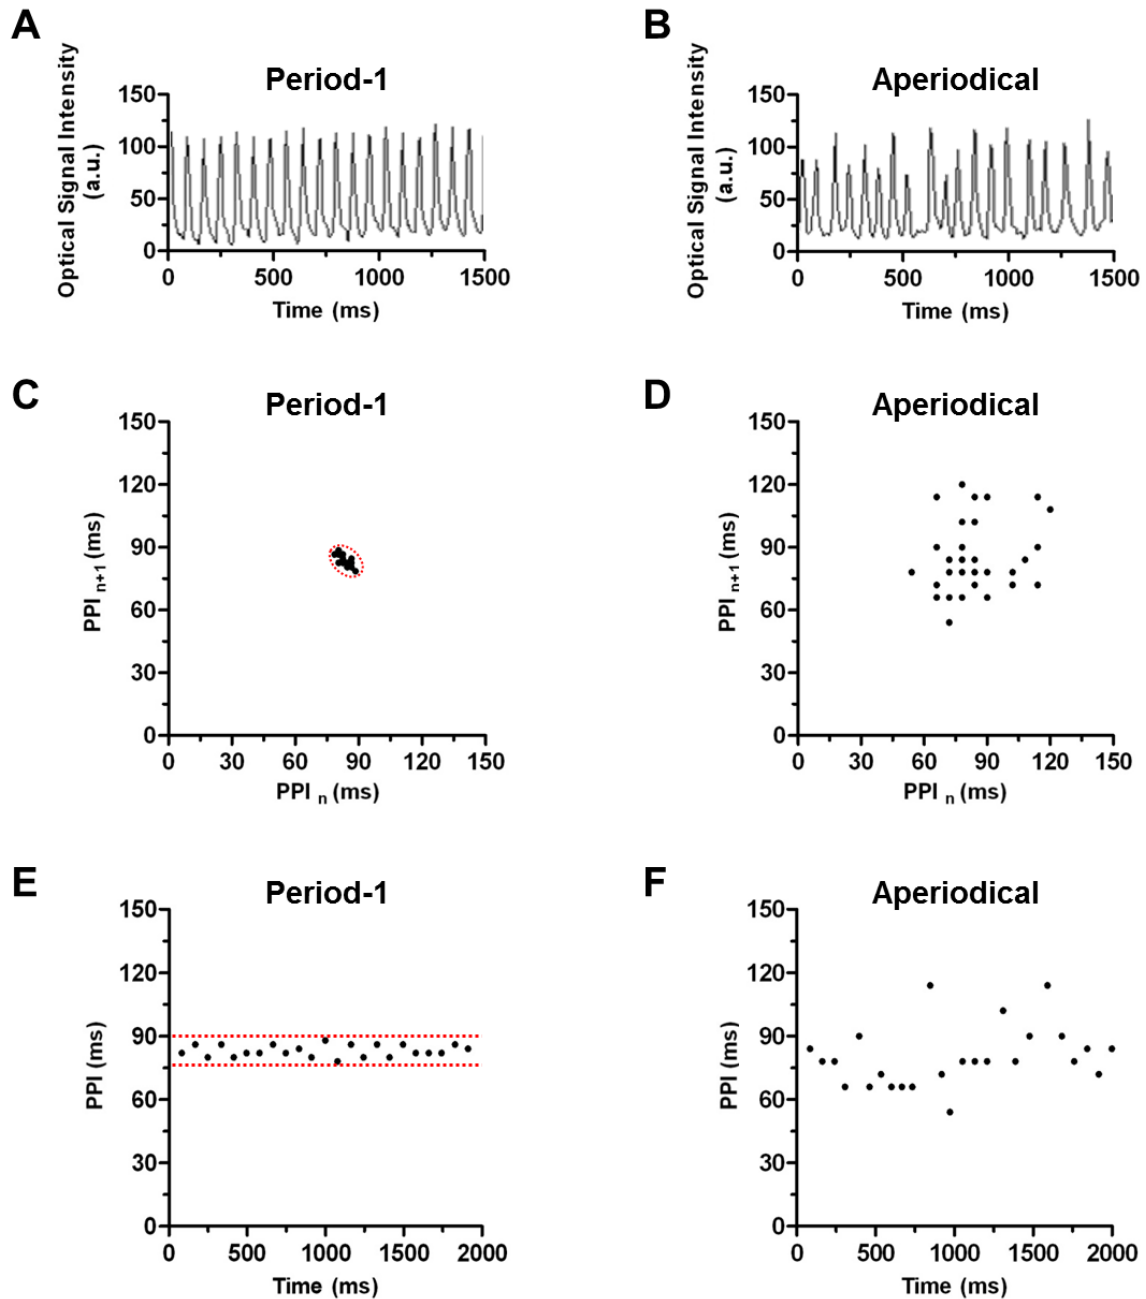 A
B
Period-1
Aperiodical
Optical Signal Intensity
(a.u.)
150
100
50
0
0 500 1000 1500
Time (ms)
Optical Signal Intensity
(a.u.)
150
100
50
0
0 500 1000 1500
Time (ms)
C
D
Period-1
Aperiodical
PPI n+1 (ms)
150
120
90
60
30
0
0 30 60 90 120 150
PPI n (ms)
PPI n+1 (ms)
150
120
90
60
30
0
0 30 60 90 120 150
PPI n (ms)
E
F
Period-1
Aperiodical
PPI (ms)
150
120
90
60
30
0
0 500 1000 1500 2000
Time (ms)
PPI (ms)
150
120
90
60
30
0
0 500 1000 1500 2000
Time (ms)